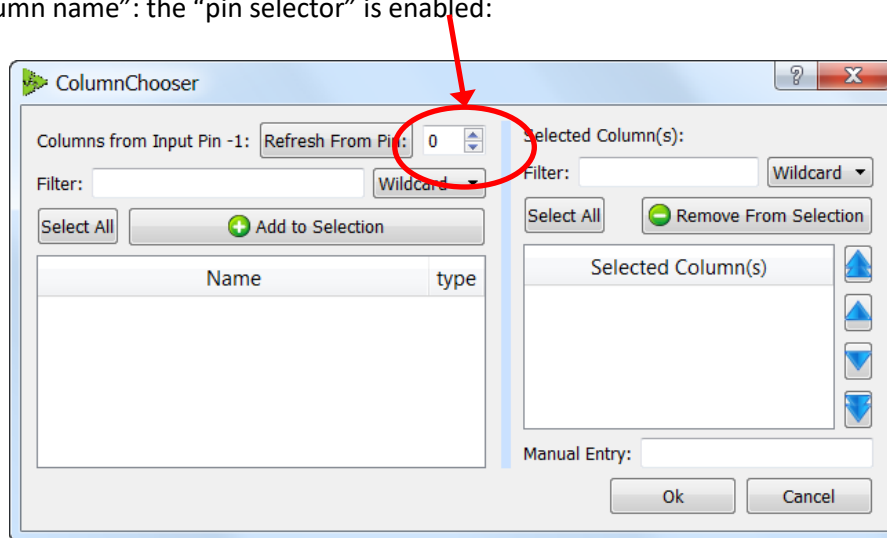 umn name”: the “pin selector” is enabled:
ColumnChooser
Columns from Input Pin -1: Refresh From Pin: 0
Filter: Wildcard
Select All Add to Selection
Name type
Selected Column(s):
Filter: Wildcard
Select All Remove From Selection
Selected Column(s)
Manual Entry:
Ok Cancel